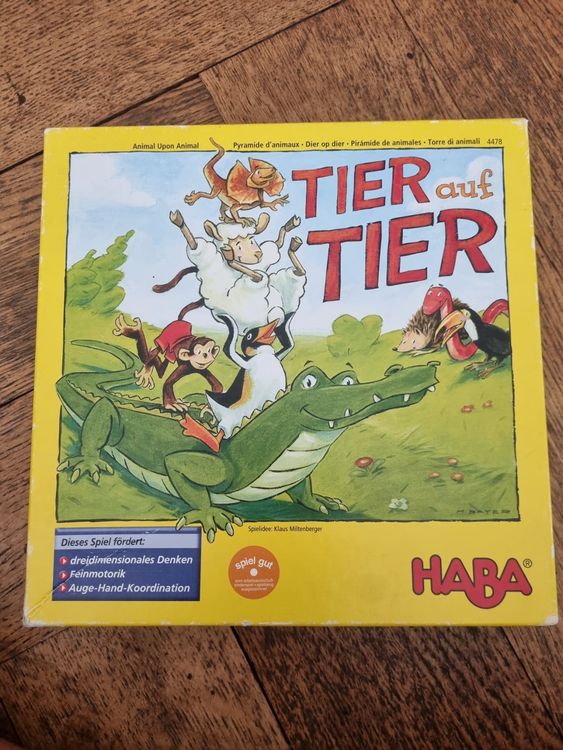 Animal Upon Animal Pyramide d'animaux · Dier op dier · Pirámide de animales · Torre di animali 4478
TIER auf
TIER
M. BAYER
Spielidee: Klaus Miltenberger
Dieses Spiel fördert:
dreidimensionales Denken
Feinmotorik
Auge-Hand-Koordination
spiel gut
HABA®